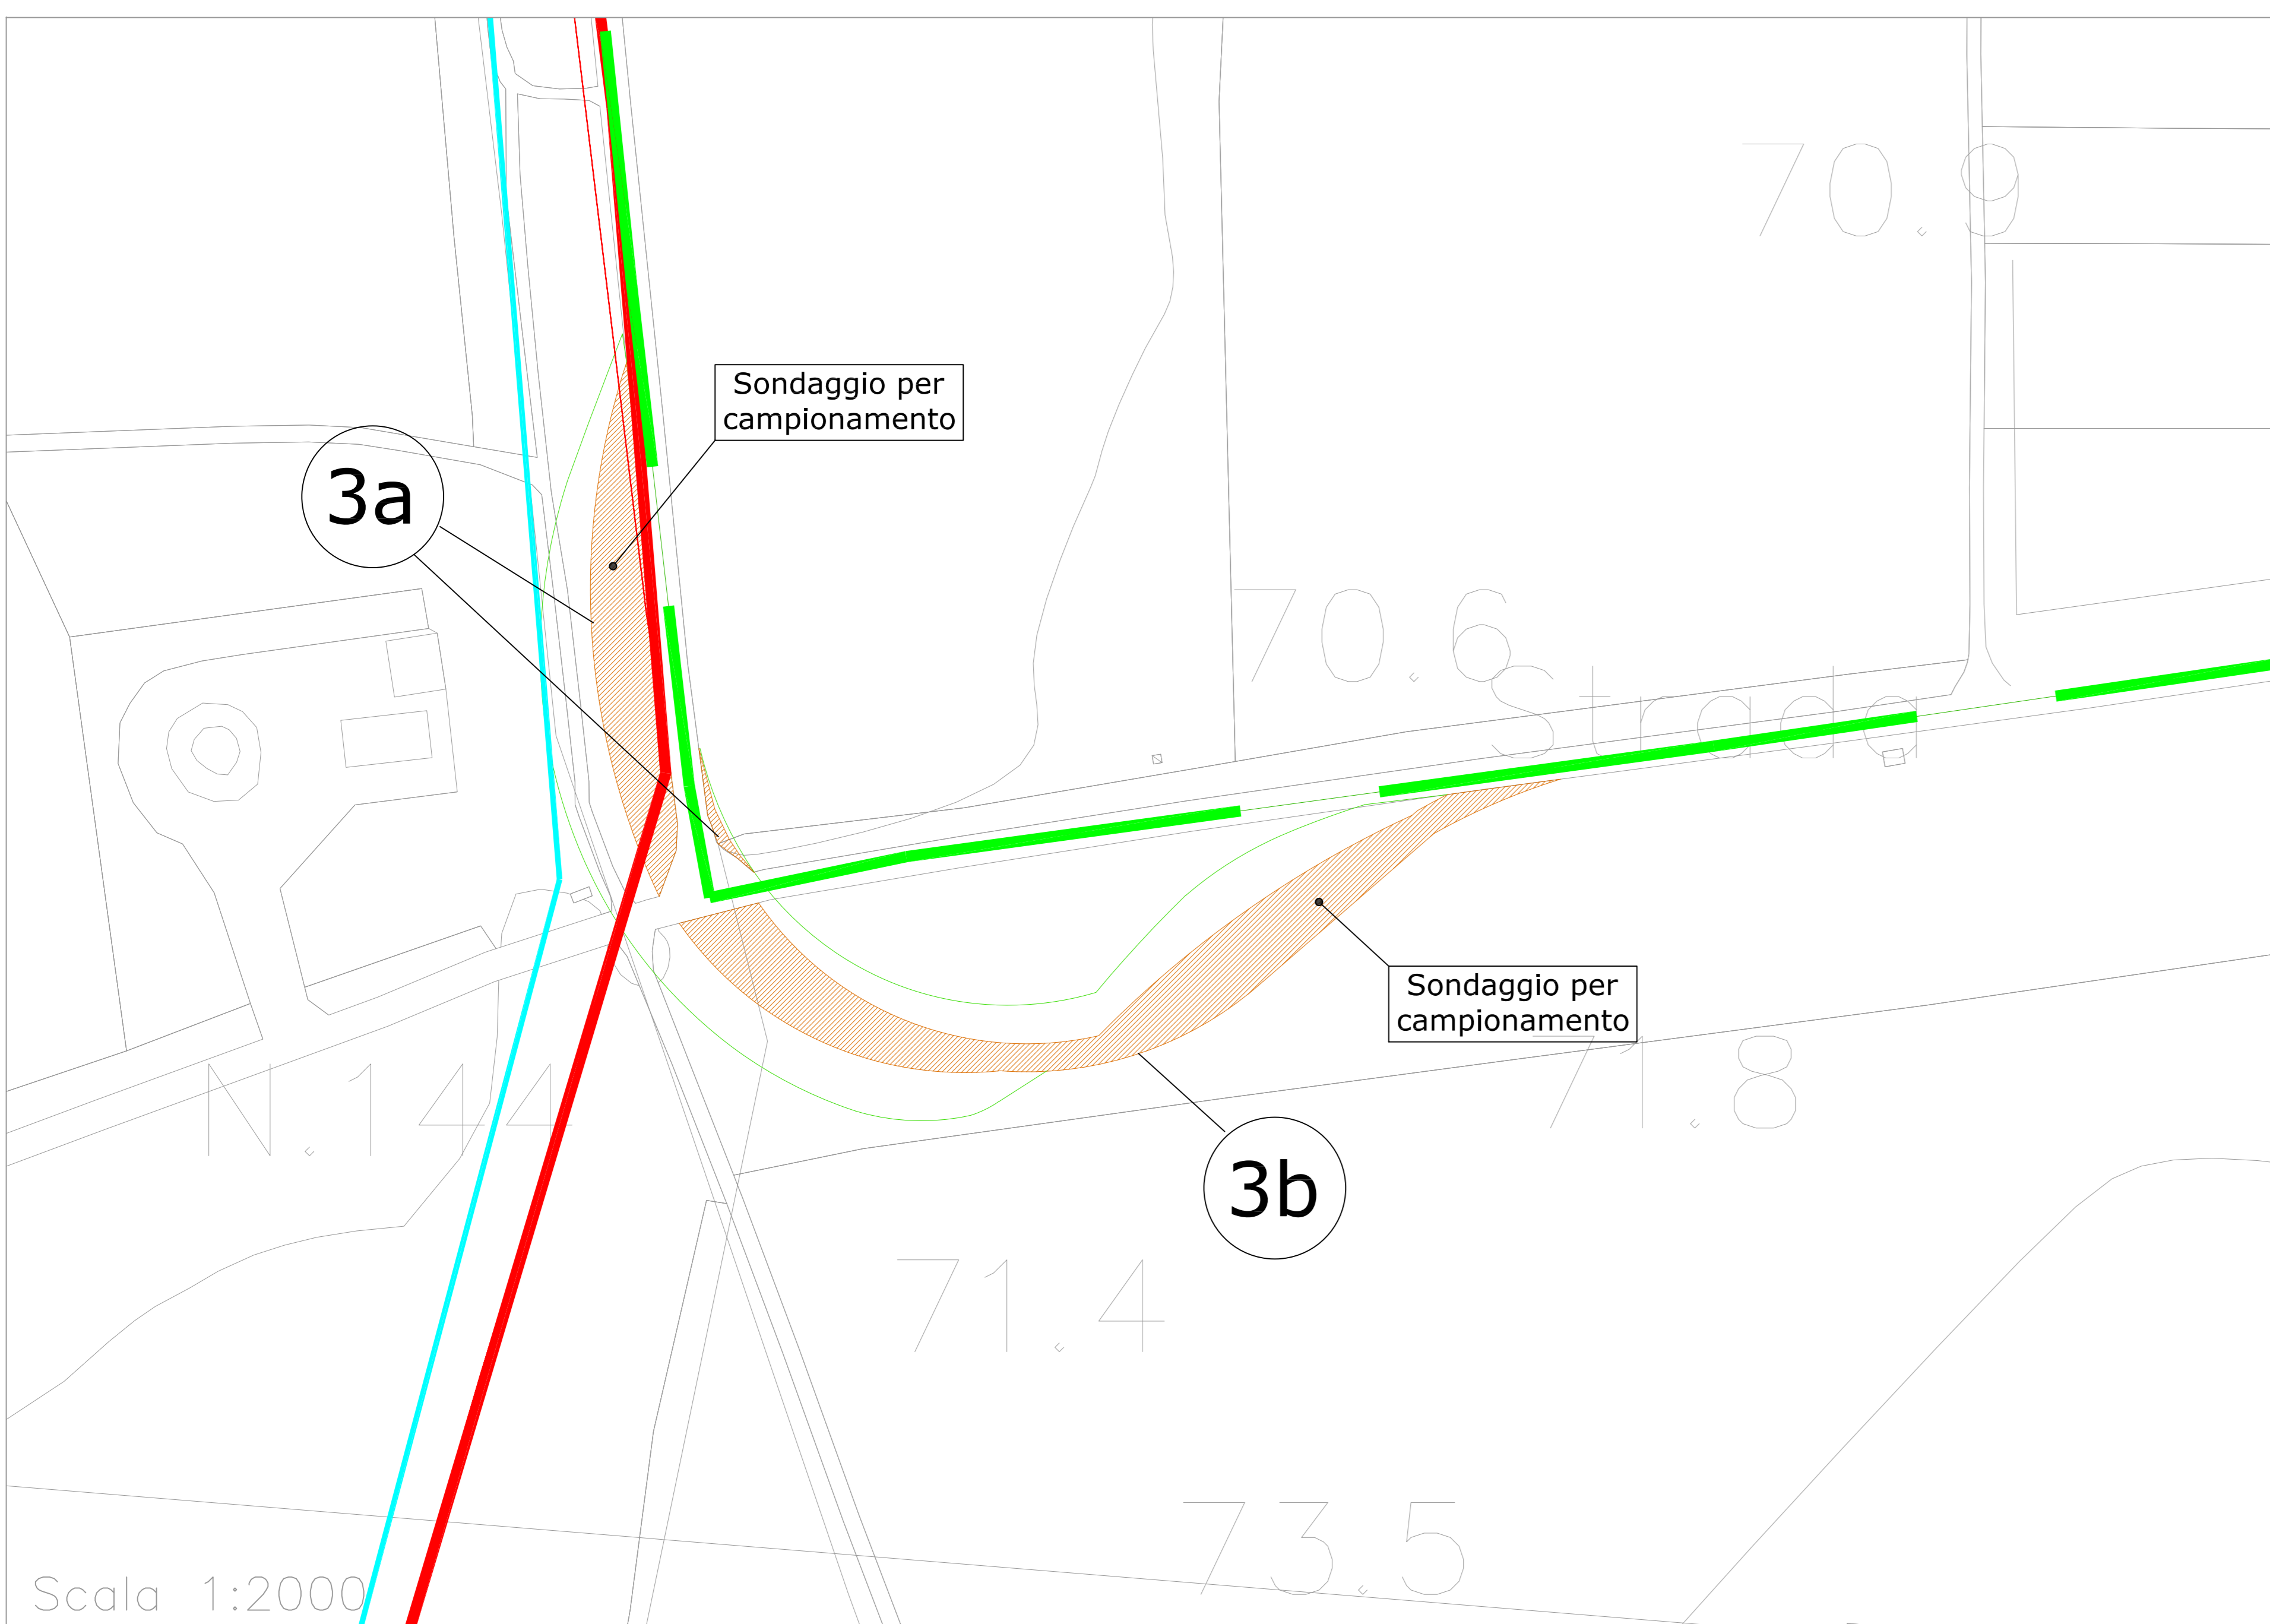 70.9
Sondaggio per
campionamento
3a
70.6
Strada
Sondaggio per
campionamento
71.8
N.144
3b
71.4
73.5
Scala 1:2000